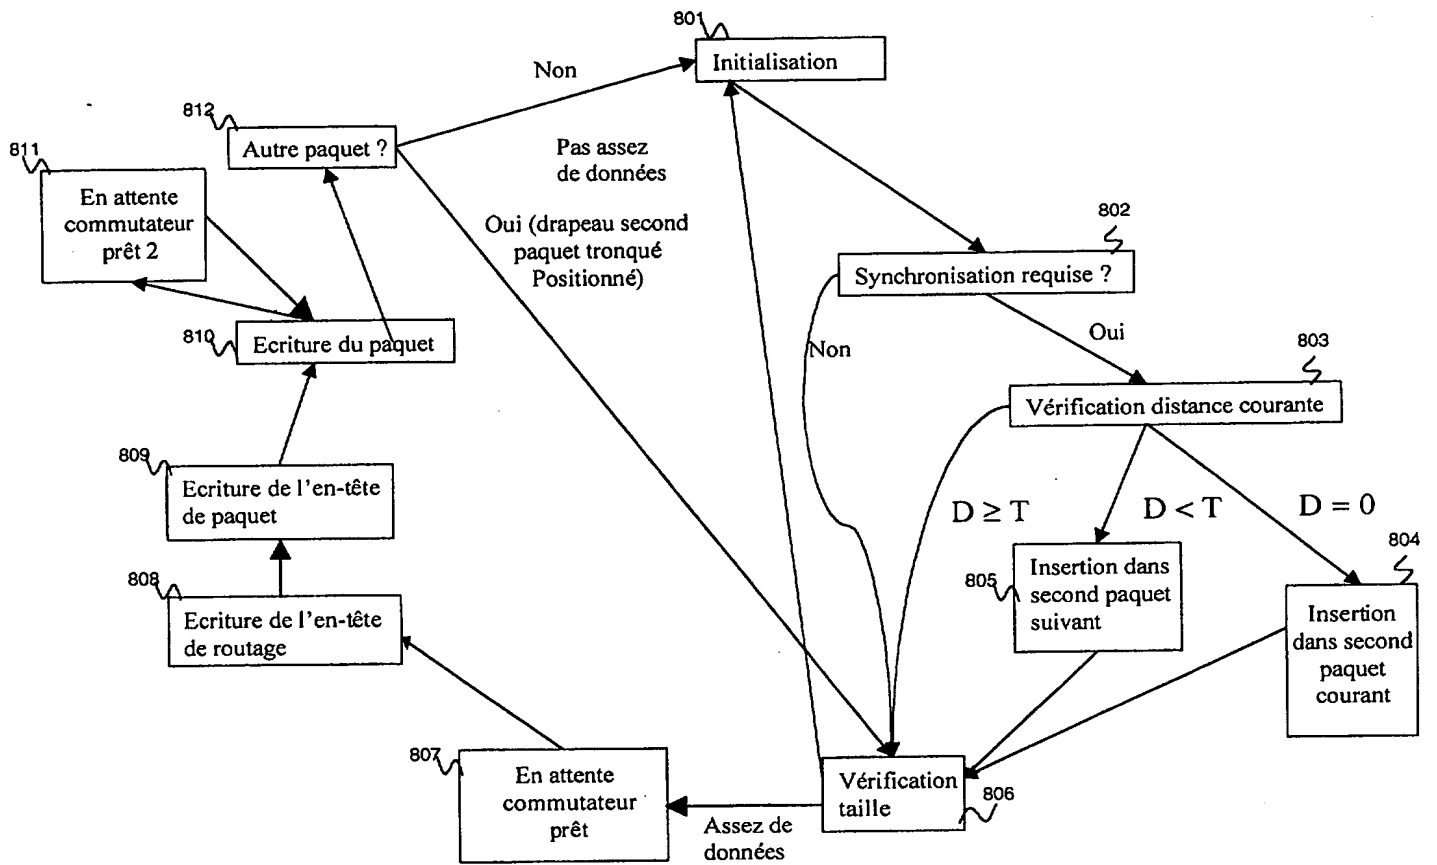 801
Initialisation
Non
812
Autre paquet ?
811
En attente
commutateur
prêt 2
Pas assez
de données
Oui (drapeau second
paquet tronqué
Positionné)
802
Synchronisation requise ?
Non
Oui
803
Vérification distance courante
810
Ecriture du paquet
809
Ecriture de l'en-tête
de paquet
D ≥ T
D < T
D = 0
804
Insertion
dans second
paquet
courant
805
Insertion dans
second paquet
suivant
808
Ecriture de l'en-tête
de routage
807
En attente
commutateur
prêt
Assez de
données
Vérification
taille
806